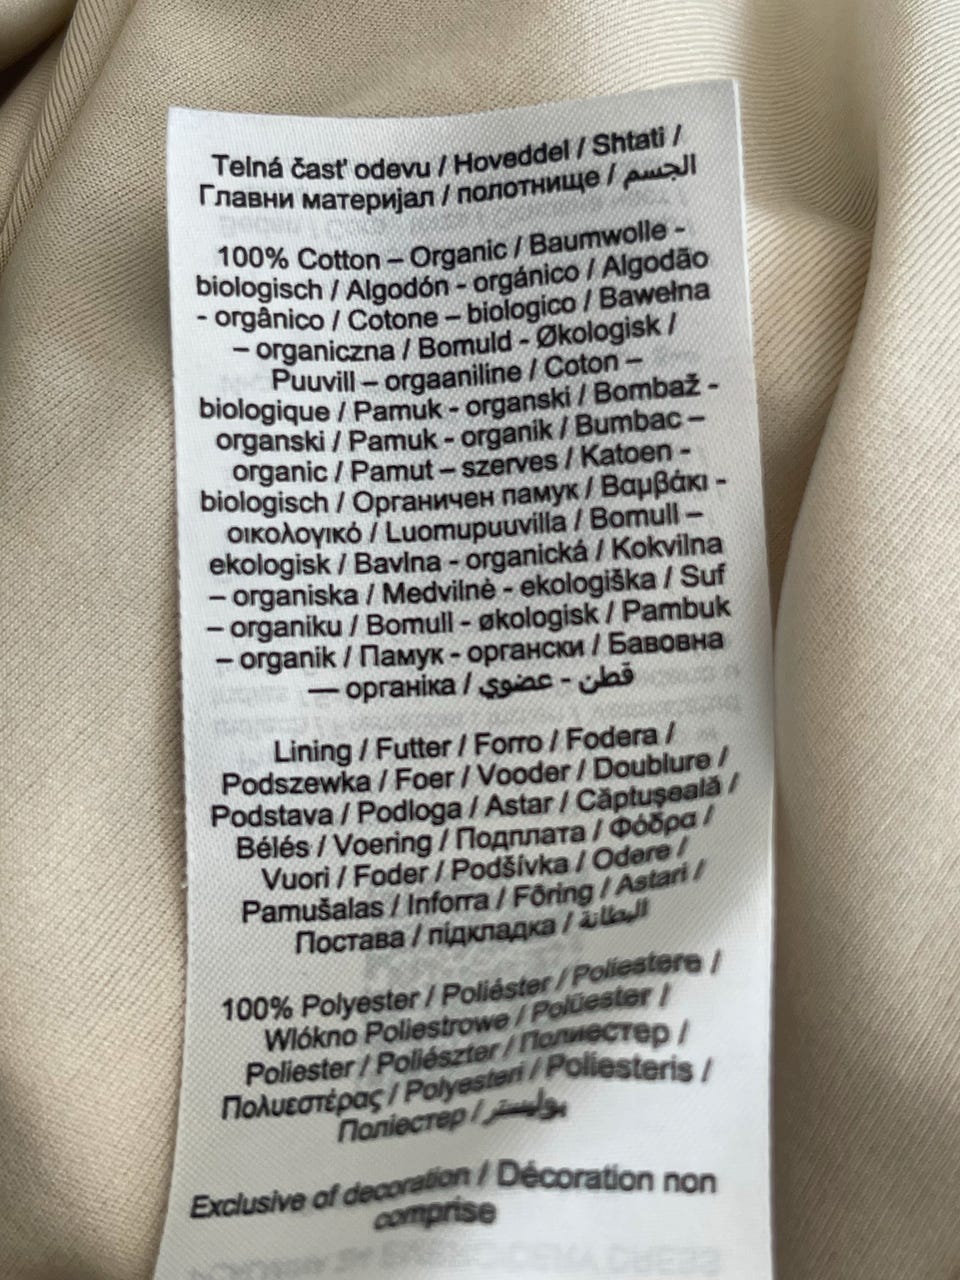 Telná časť odevu / Hoveddel / Shtati /
Главни материјал / полотнище / الجسم
100% Cotton – Organic / Baumwolle -
biologisch / Algodón - orgánico / Algodão
- orgânico / Cotone – biologico / Bawełna
– organiczna / Bomuld - Økologisk /
Puuvill – orgaaniline / Coton –
biologique / Pamuk - organski / Bombaž -
organski / Pamuk - organik / Bumbac –
organic / Pamut – szerves / Katoen -
biologisch / Органичен памук / Βαμβάκι -
οικολογικό / Luomupuuvilla / Bomull –
ekologisk / Bavlna - organická / Kokvilna
– organiska / Medvilnė - ekologiška / Suf
– organiku / Bomull - økologisk / Pambuk
– organik / Памук - органски / Бавовна
— органіка / قطن - عضوي
Lining / Futter / Forro / Fodera /
Podszewka / Foer / Vooder / Doublure /
Podstava / Podloga / Astar / Căptușeală /
Bélés / Voering / Подплата / Φόδρα /
Vuori / Foder / Podšívka / Odere /
Pamušalas / Inforra / Fôring / Astari /
Постава / підкладка / البطانة
100% Polyester / Poliéster / Poliestere /
Wlókno Poliestrowe / Polüester /
Poliester / Poliészter / Полиестер /
Πολυεστέρας / Polyesteri / Poliesteris /
Поліестер / بوليستر
Exclusive of decoration / Décoration non
comprise